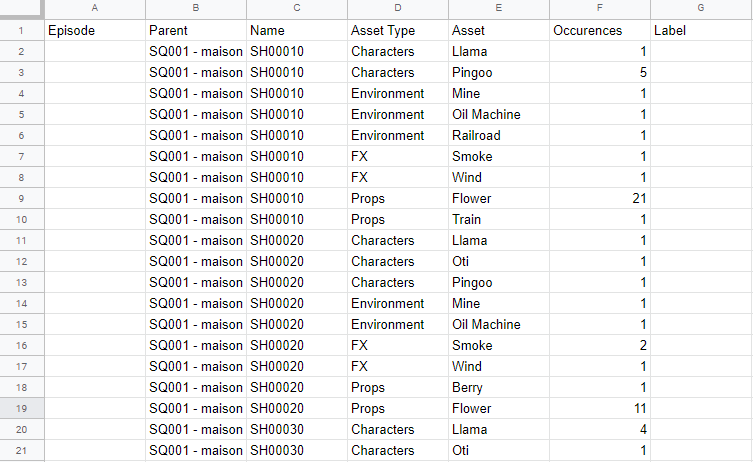 A B C D E F G
1 Episode Parent Name Asset Type Asset Occurences Label
2 SQ001 - maison SH00010 Characters Llama 1
3 SQ001 - maison SH00010 Characters Pingoo 5
4 SQ001 - maison SH00010 Environment Mine 1
5 SQ001 - maison SH00010 Environment Oil Machine 1
6 SQ001 - maison SH00010 Environment Railroad 1
7 SQ001 - maison SH00010 FX Smoke 1
8 SQ001 - maison SH00010 FX Wind 1
9 SQ001 - maison SH00010 Props Flower 21
10 SQ001 - maison SH00010 Props Train 1
11 SQ001 - maison SH00020 Characters Llama 1
12 SQ001 - maison SH00020 Characters Oti 1
13 SQ001 - maison SH00020 Characters Pingoo 1
14 SQ001 - maison SH00020 Environment Mine 1
15 SQ001 - maison SH00020 Environment Oil Machine 1
16 SQ001 - maison SH00020 FX Smoke 2
17 SQ001 - maison SH00020 FX Wind 1
18 SQ001 - maison SH00020 Props Berry 1
19 SQ001 - maison SH00020 Props Flower 11
20 SQ001 - maison SH00030 Characters Llama 4
21 SQ001 - maison SH00030 Characters Oti 1